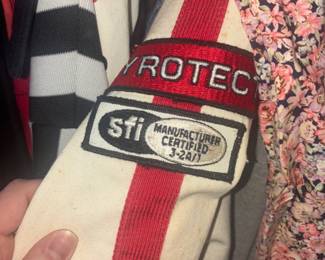 YROTEC
sfi
MANUFACTURER
CERTIFIED
3-2A/1